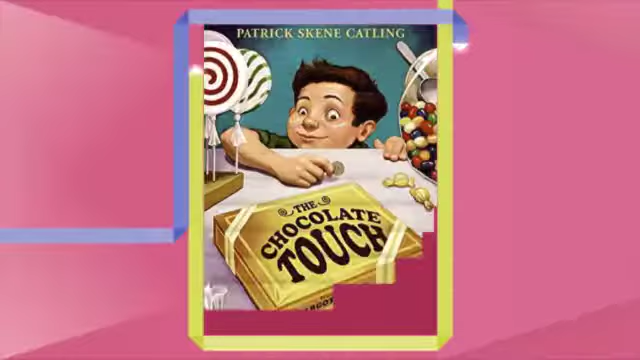 PATRICK SKENE CATLING
THE
CHOCOLATE
TOUCH